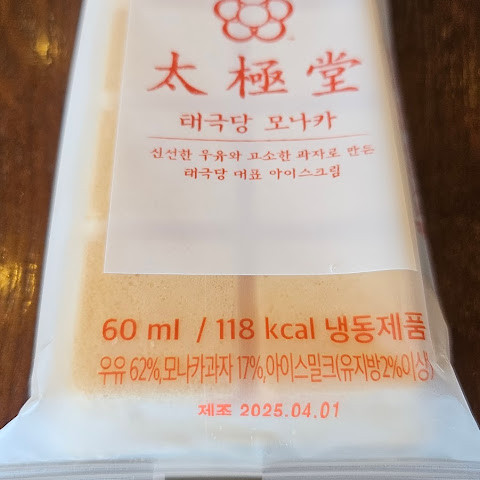 太極堂
태극당 모나카
신선한 우유와 고소한 과자로 만든
태극당 대표 아이스크림
60 ml / 118 kcal 냉동제품
우유 62%,모나카과자 17%,아이스밀크(유지방2%이상)
제조 2025.04.01